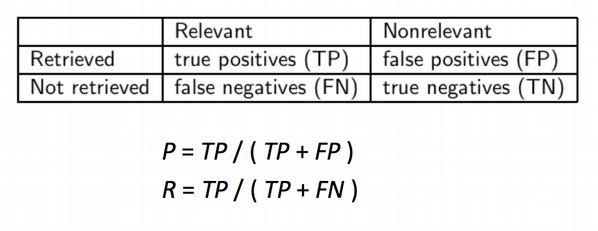 Relevant Nonrelevant
Retrieved true positives (TP) false positives (FP)
Not retrieved false negatives (FN) true negatives (TN)
P = TP / ( TP + FP )
R = TP / ( TP + FN )